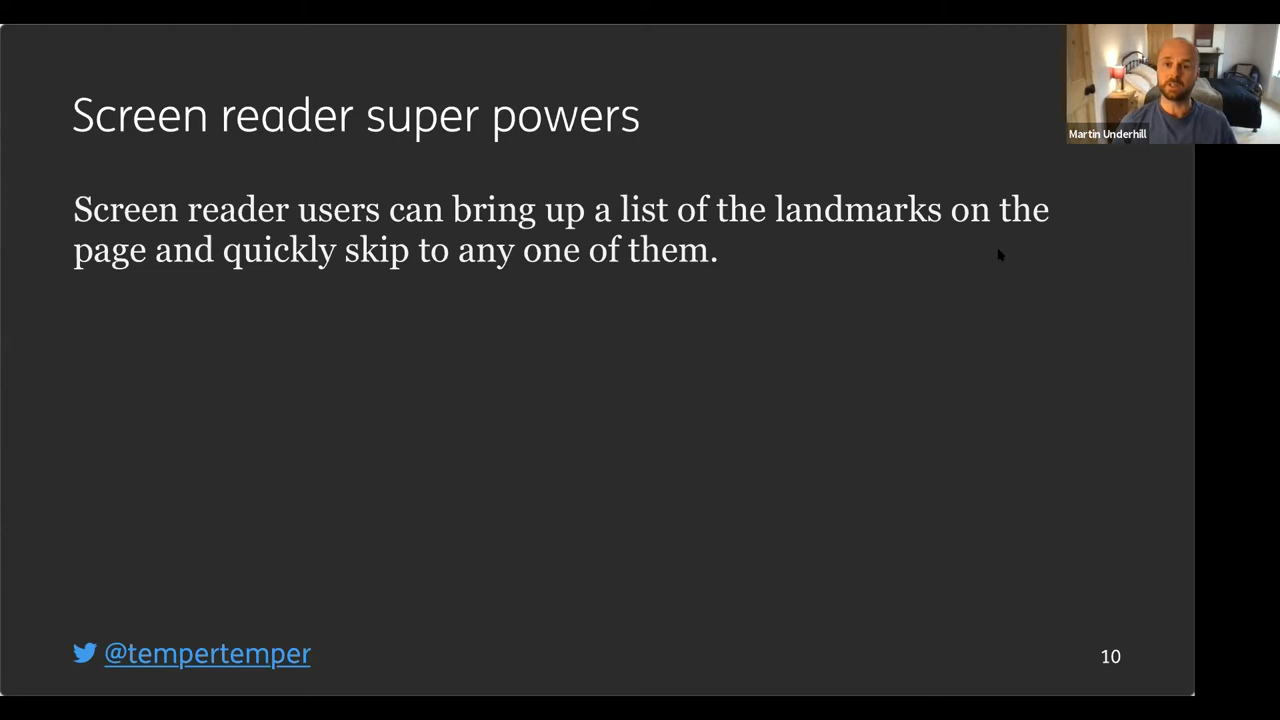 Screen reader super powers
Martin Underhill
Screen reader users can bring up a list of the landmarks on the
page and quickly skip to any one of them.
@tempertemper
10